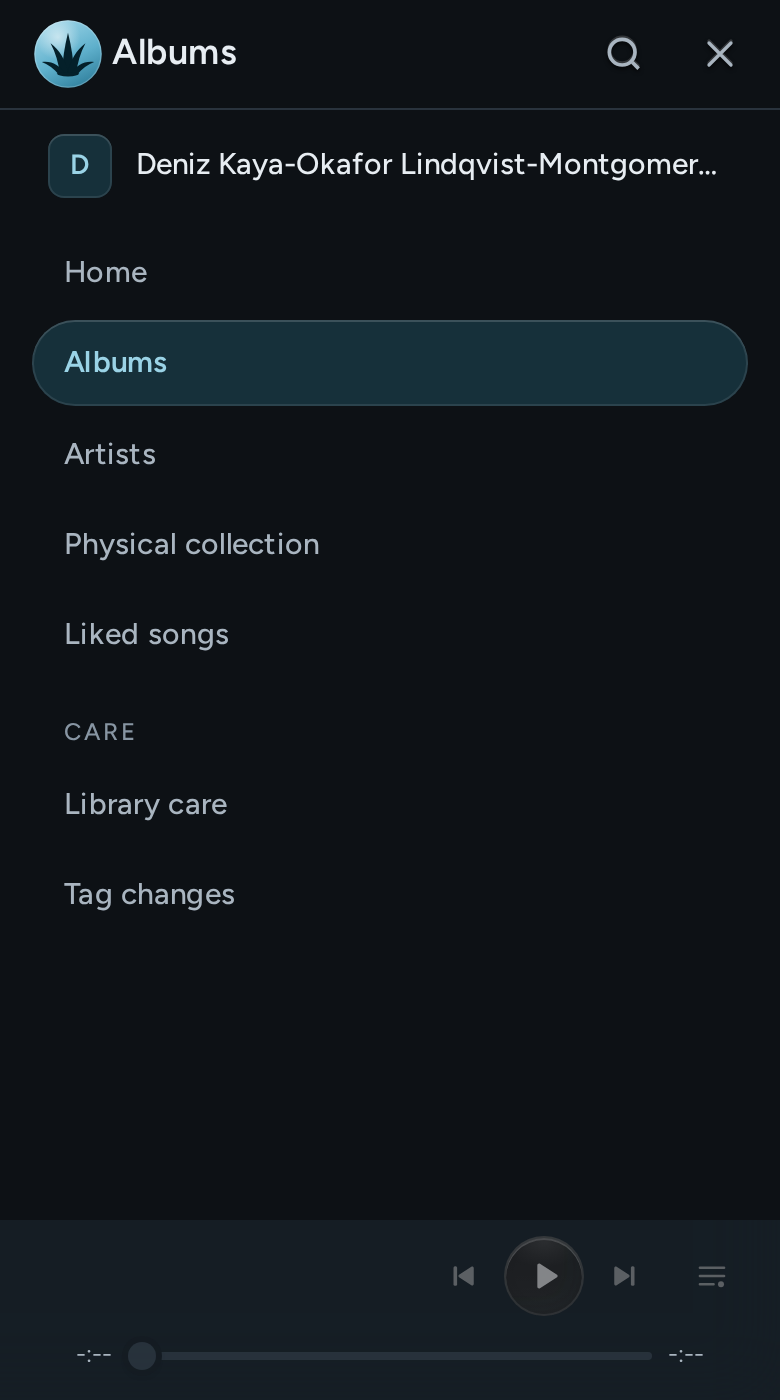 Albums
D
Deniz Kaya-Okafor Lindqvist-Montgomer...
Home
Albums
Artists
Physical collection
Liked songs
CARE
Library care
Tag changes
-:--
-:--